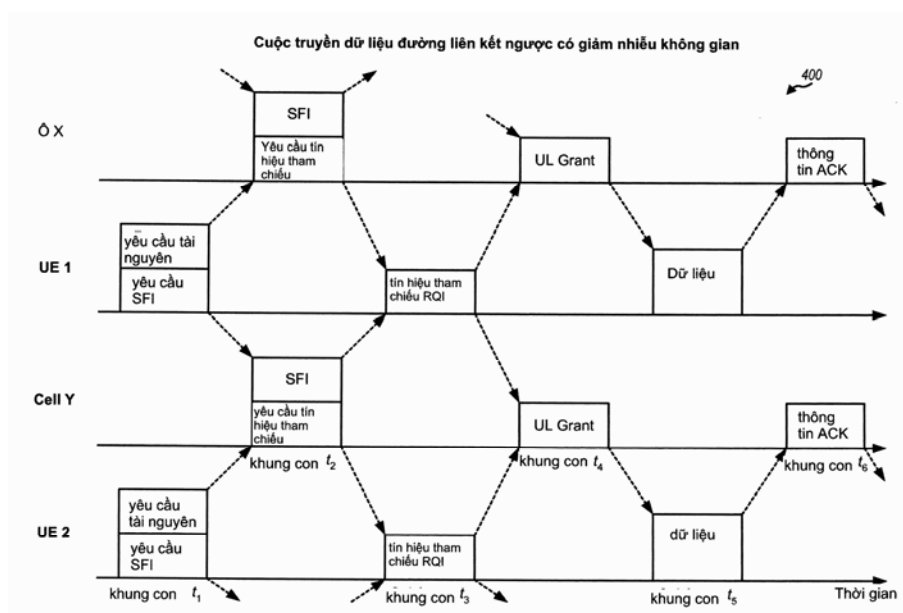 Cuộc truyền dữ liệu đường liên kết ngược có giảm nhiễu không gian
400
Ô X
SFI
Yêu cầu tín
hiệu tham
chiếu
UL Grant
thông
tin ACK
UE 1
yêu cầu tài
nguyên
yêu cầu
SFI
tín hiệu tham
chiếu RQI
Dữ liệu
Cell Y
SFI
yêu cầu tín
hiệu tham
chiếu
UL Grant
thông
tin ACK
khung con t2
khung con t4
khung con t6
UE 2
yêu cầu
tài nguyên
yêu cầu
SFI
tín hiệu tham
chiếu RQI
dữ liệu
khung con t1
khung con t3
khung con t5
Thời gian